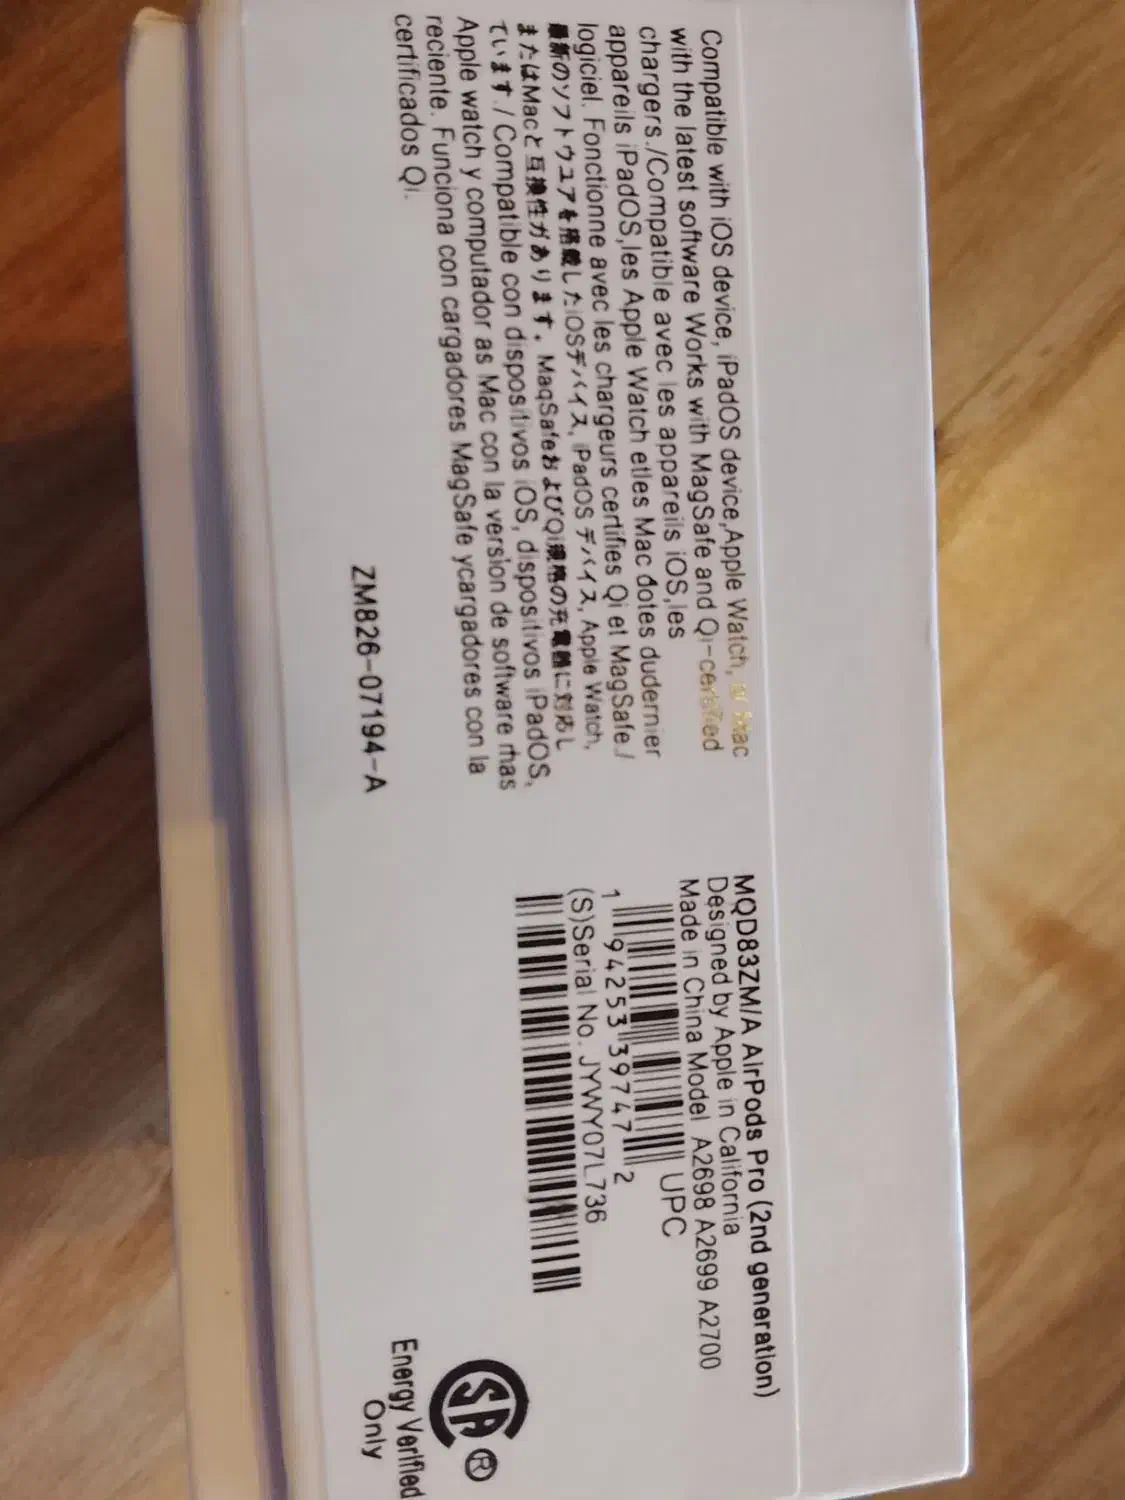 Compatible with iOS device, iPadOS device,Apple Watch, or Mac
with the latest software Works with MagSafe and Qi-certified
chargers./Compatible avec les appareils iOS,les
appareils iPadOS,les Apple Watch etles Mac dotes dudernier
logiciel. Fonctionne avec les chargeurs certifies Qi et MagSafe./
最新のソフトウユアを搭載したiOSデバイス, iPadOS デバイス, Apple Watch,
またはMacと互換性があります。MagSafeおよびQi規格の充電器に対応し
ています./ Compatible con dispositivos iOS, dispositivos iPadOS,
Apple watch y computador as Mac con la version de software mas
reciente. Funciona con cargadores MagSafe ycargadores con la
certificados Qi.
ZM826-07194-A
MQD83ZM/A AirPods Pro (2nd generation)
Designed by Apple in California
Made in China Model A2698 A2699 A2700
UPC
1 94253 39747 2
(S)Serial No. JYWY07L736
SA ®
Energy Verified
Only